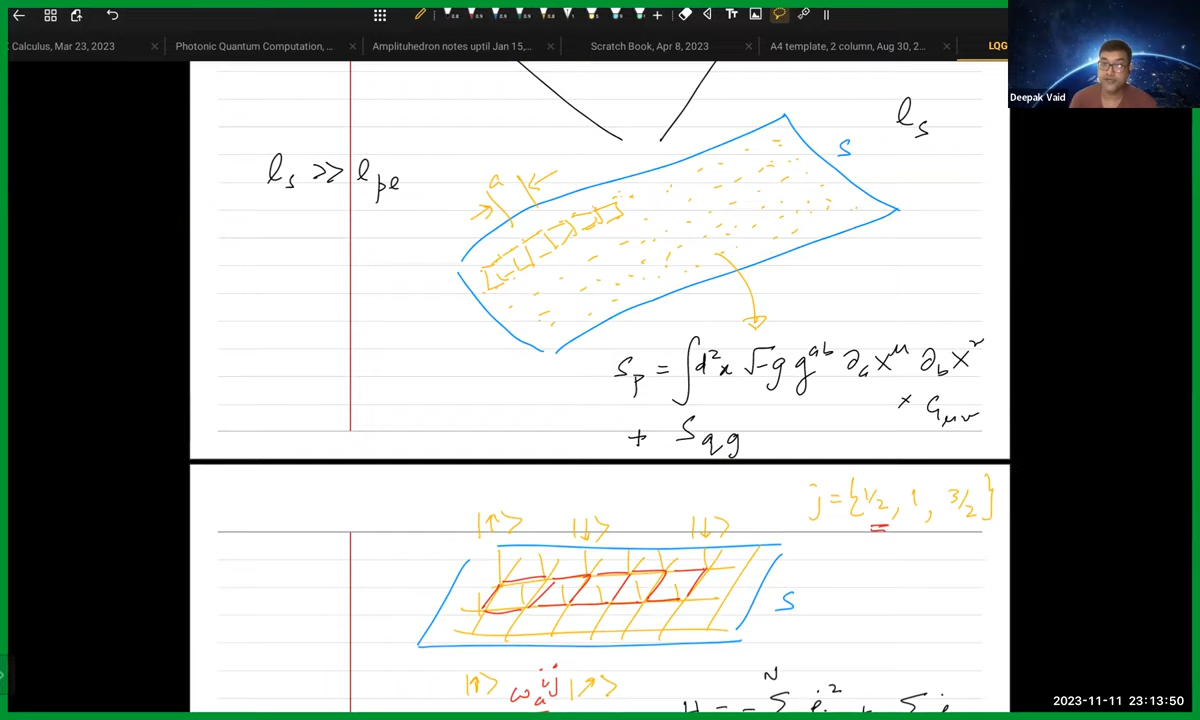 Calculus, Mar 23, 2023
Photonic Quantum Computation, ...
Amplituhedron notes uptil Jan 15,...
Scratch Book, Apr 8, 2023
A4 template, 2 column, Aug 30, 2...
LQG
Deepak Vaid
l_s
S
l_s >> l_pl
a
S_p = ∫d²x √-g g^ab ∂_a X^μ ∂_b X^ν
× G_μν
+ S_qg
j = {1/2, 1, 3/2}
|↑> |↓> |↓>
S
|↑> ω_a^ij |↗>
N
2023-11-11 23:13:50